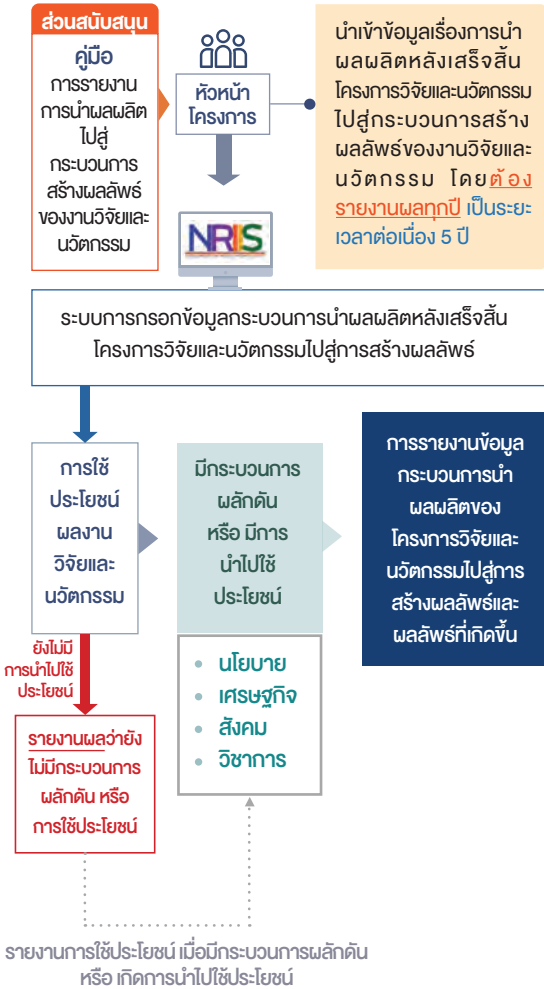 ส่วนสนับสนุน
คู่มือ
การรายงาน
การนำผลผลิต
ไปสู่
กระบวนการ
สร้างผลลัพธ์
ของงานวิจัยและ
นวัตกรรม
หัวหน้า
โครงการ
นำเข้าข้อมูลเรื่องการนำ
ผลผลิตหลังเสร็จสิ้น
โครงการวิจัยและนวัตกรรม
ไปสู่กระบวนการสร้าง
ผลลัพธ์ของงานวิจัยและ
นวัตกรรม โดยต้อง
รายงานผลทุกปี เป็นระยะ
เวลาต่อเนื่อง 5 ปี
NRIIS
ระบบการกรอกข้อมูลกระบวนการนำผลผลิตหลังเสร็จสิ้น
โครงการวิจัยและนวัตกรรมไปสู่การสร้างผลลัพธ์
การใช้
ประโยชน์
ผลงาน
วิจัยและ
นวัตกรรม
มีกระบวนการ
ผลักดัน
หรือ มีการ
นำไปใช้
ประโยชน์
การรายงานข้อมูล
กระบวนการนำ
ผลผลิตของ
โครงการวิจัยและ
นวัตกรรมไปสู่การ
สร้างผลลัพธ์และ
ผลลัพธ์ที่เกิดขึ้น
ยังไม่มี
การนำไปใช้
ประโยชน์
• นโยบาย
• เศรษฐกิจ
• สังคม
• วิชาการ
รายงานผลว่ายัง
ไม่มีกระบวนการ
ผลักดัน หรือ
การใช้ประโยชน์
รายงานการใช้ประโยชน์ เมื่อมีกระบวนการผลักดัน
หรือ เกิดการนำไปใช้ประโยชน์